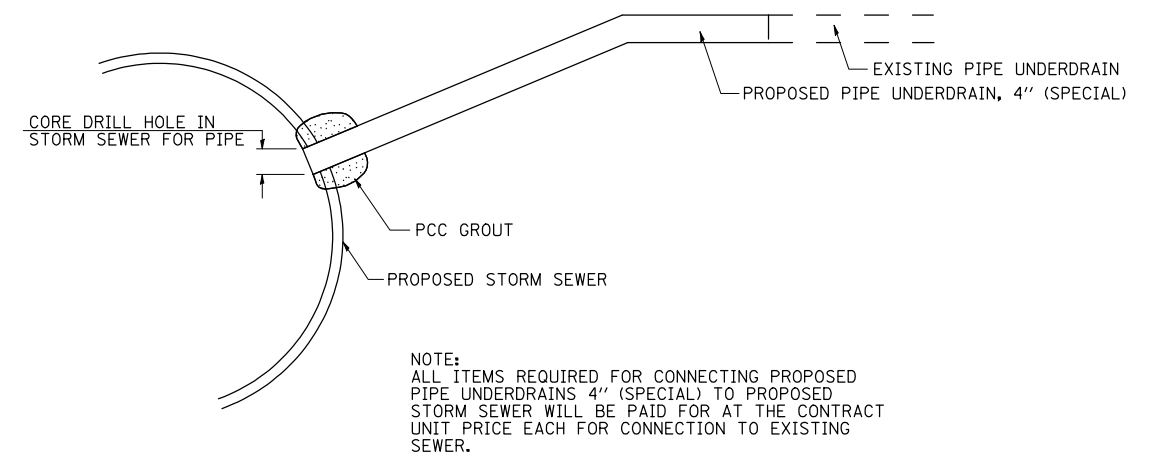 EXISTING PIPE UNDERDRAIN
PROPOSED PIPE UNDERDRAIN, 4" (SPECIAL)
CORE DRILL HOLE IN
STORM SEWER FOR PIPE
PCC GROUT
PROPOSED STORM SEWER
NOTE:
ALL ITEMS REQUIRED FOR CONNECTING PROPOSED
PIPE UNDERDRAINS 4" (SPECIAL) TO PROPOSED
STORM SEWER WILL BE PAID FOR AT THE CONTRACT
UNIT PRICE EACH FOR CONNECTION TO EXISTING
SEWER.